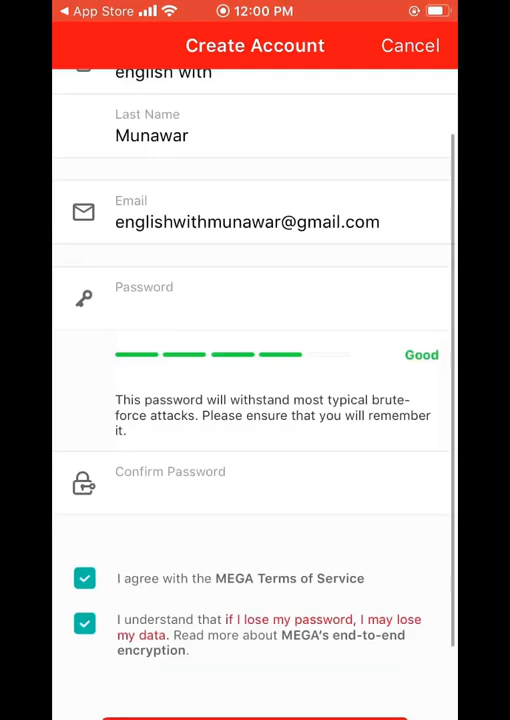 App Store 12:00 PM
Create Account Cancel
english with
Last Name
Munawar
Email
englishwithmunawar@gmail.com
Password
Good
This password will withstand most typical brute-
force attacks. Please ensure that you will remember
it.
Confirm Password
I agree with the MEGA Terms of Service
I understand that if I lose my password, I may lose
my data. Read more about MEGA's end-to-end
encryption.